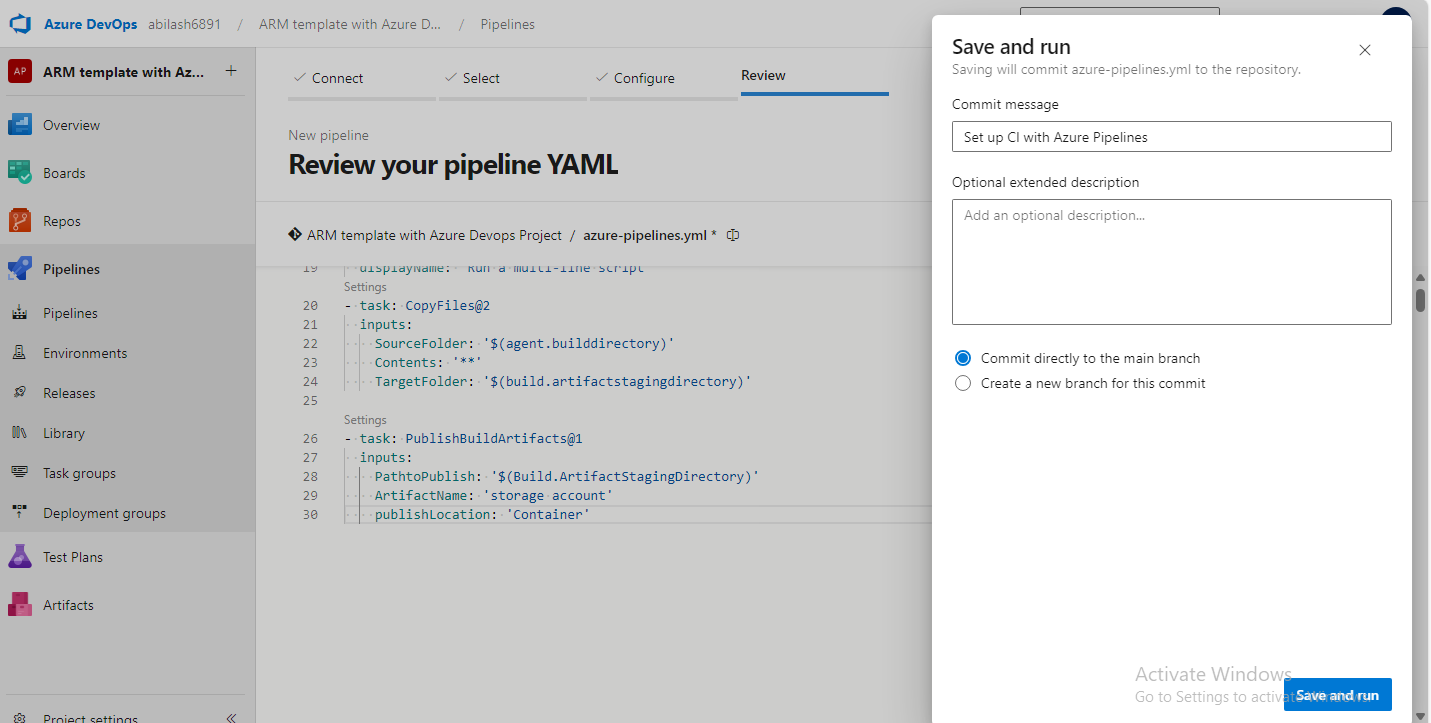 Azure DevOps abilash6891 / ARM template with Azure D... / Pipelines
AP ARM template with Az... +
Overview
Boards
Repos
Pipelines
Pipelines
Environments
Releases
Library
Task groups
Deployment groups
Test Plans
Artifacts
Project settings
Connect Select Configure Review
New pipeline
Review your pipeline YAML
ARM template with Azure Devops Project / azure-pipelines.yml *
19 displayName: 'Run a multi-line script'
Settings
20 - task: CopyFiles@2
21 inputs:
22 SourceFolder: '$(agent.builddirectory)'
23 Contents: '**'
24 TargetFolder: '$(build.artifactstagingdirectory)'
25
Settings
26 - task: PublishBuildArtifacts@1
27 inputs:
28 PathtoPublish: '$(Build.ArtifactStagingDirectory)'
29 ArtifactName: 'storage account'
30 publishLocation: 'Container'
Save and run
Saving will commit azure-pipelines.yml to the repository.
Commit message
Set up CI with Azure Pipelines
Optional extended description
Add an optional description...
Commit directly to the main branch
Create a new branch for this commit
Activate Windows
Go to Settings to activate Windows.
Save and run